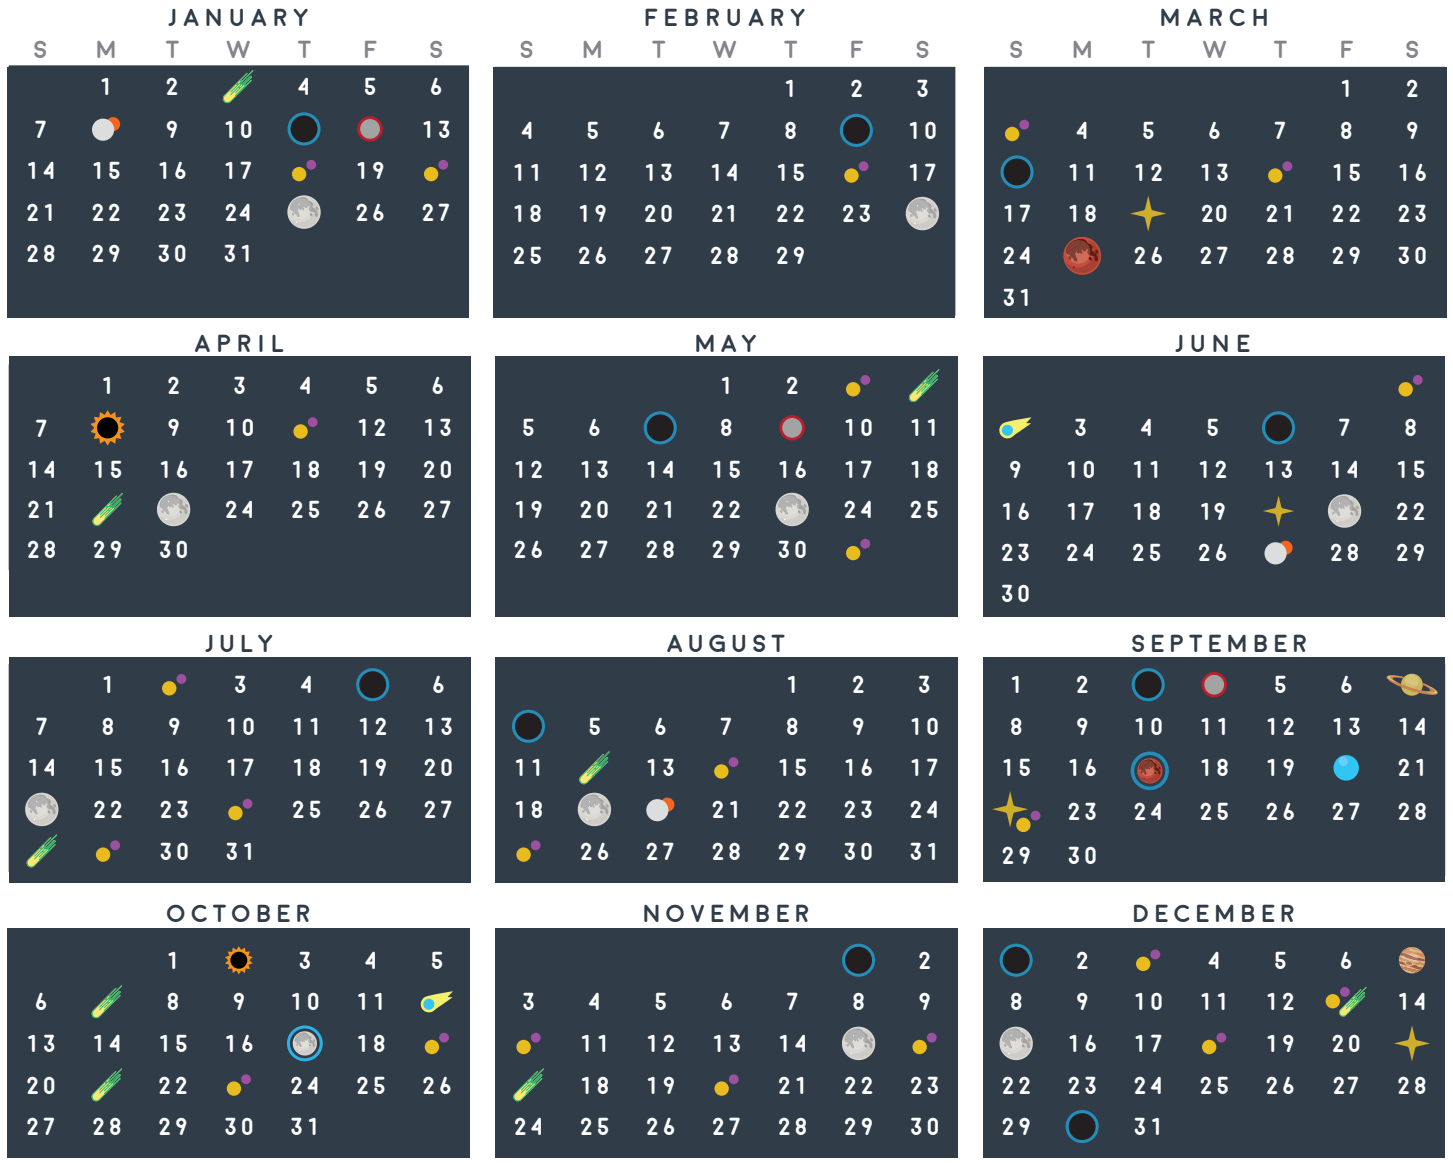 JANUARY
S M T W T F S
1 2 4 5 6
7 9 10 13
14 15 16 17 19
21 22 23 24 26 27
28 29 30 31
FEBRUARY
S M T W T F S
1 2 3
4 5 6 7 8 10
11 12 13 14 15 17
18 19 20 21 22 23
25 26 27 28 29
MARCH
S M T W T F S
1 2
4 5 6 7 8 9
11 12 13 15 16
17 18 20 21 22 23
24 26 27 28 29 30
31
APRIL
1 2 3 4 5 6
7 9 10 12 13
14 15 16 17 18 19 20
21 24 25 26 27
28 29 30
MAY
1 2
5 6 8 10 11
12 13 14 15 16 17 18
19 20 21 22 24 25
26 27 28 29 30
JUNE
3 4 5 7 8
9 10 11 12 13 14 15
16 17 18 19 22
23 24 25 26 28 29
30
JULY
1 3 4 6
7 8 9 10 11 12 13
14 15 16 17 18 19 20
22 23 25 26 27
30 31
AUGUST
1 2 3
5 6 7 8 9 10
11 13 15 16 17
18 21 22 23 24
26 27 28 29 30 31
SEPTEMBER
1 2 5 6
8 9 10 11 12 13 14
15 16 18 19 21
23 24 25 26 27 28
29 30
OCTOBER
1 3 4 5
6 8 9 10 11
13 14 15 16 18
20 22 24 25 26
27 28 29 30 31
NOVEMBER
2
3 4 5 6 7 8 9
11 12 13 14
18 19 21 22 23
24 25 26 27 28 29 30
DECEMBER
2 4 5 6
8 9 10 11 12 14
16 17 19 20
22 23 24 25 26 27 28
29 31